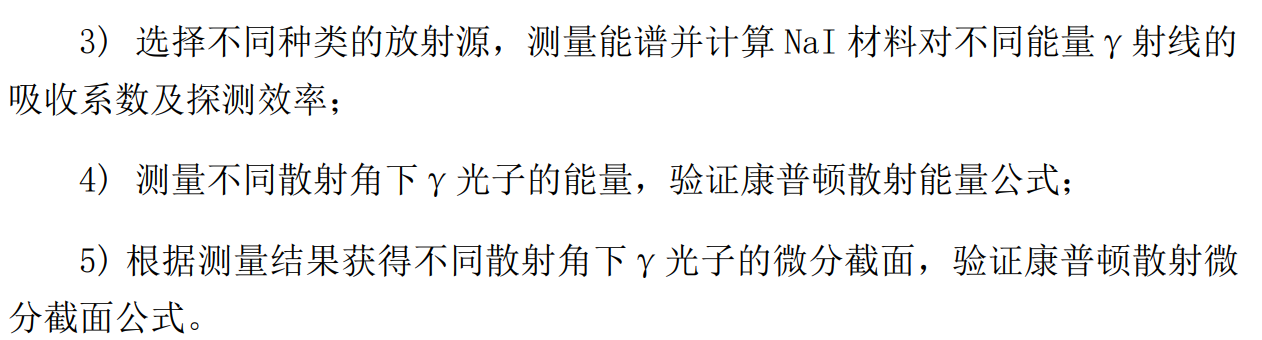 3) 选择不同种类的放射源，测量能谱并计算 NaI 材料对不同能量 γ 射线的
吸收系数及探测效率；
4) 测量不同散射角下 γ 光子的能量，验证康普顿散射能量公式；
5) 根据测量结果获得不同散射角下 γ 光子的微分截面，验证康普顿散射微
分截面公式。